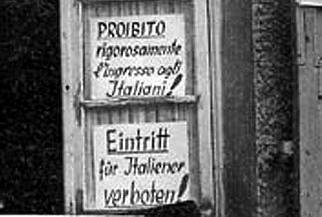 PROIBITO
rigorosamente
l'ingresso agli
Italiani!
Eintritt
für Italiener
verboten!